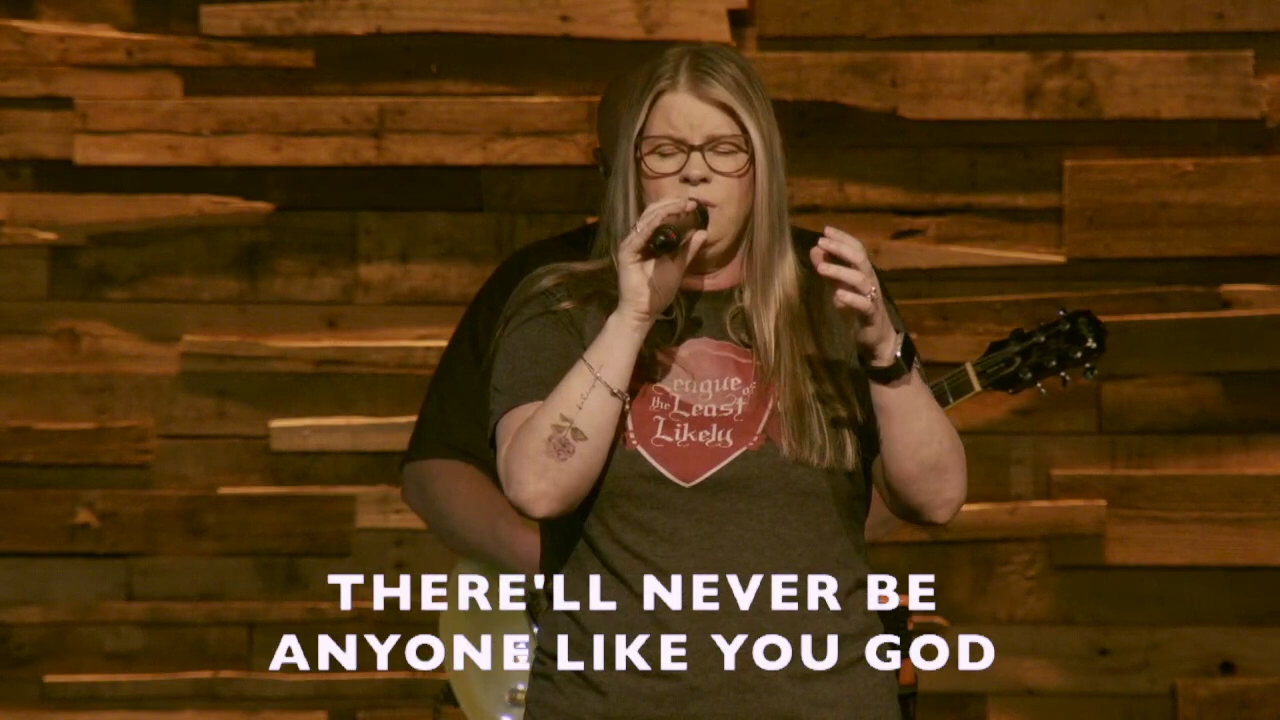 League of
the Least
Likely
THERE'LL NEVER BE
ANYONE LIKE YOU GOD